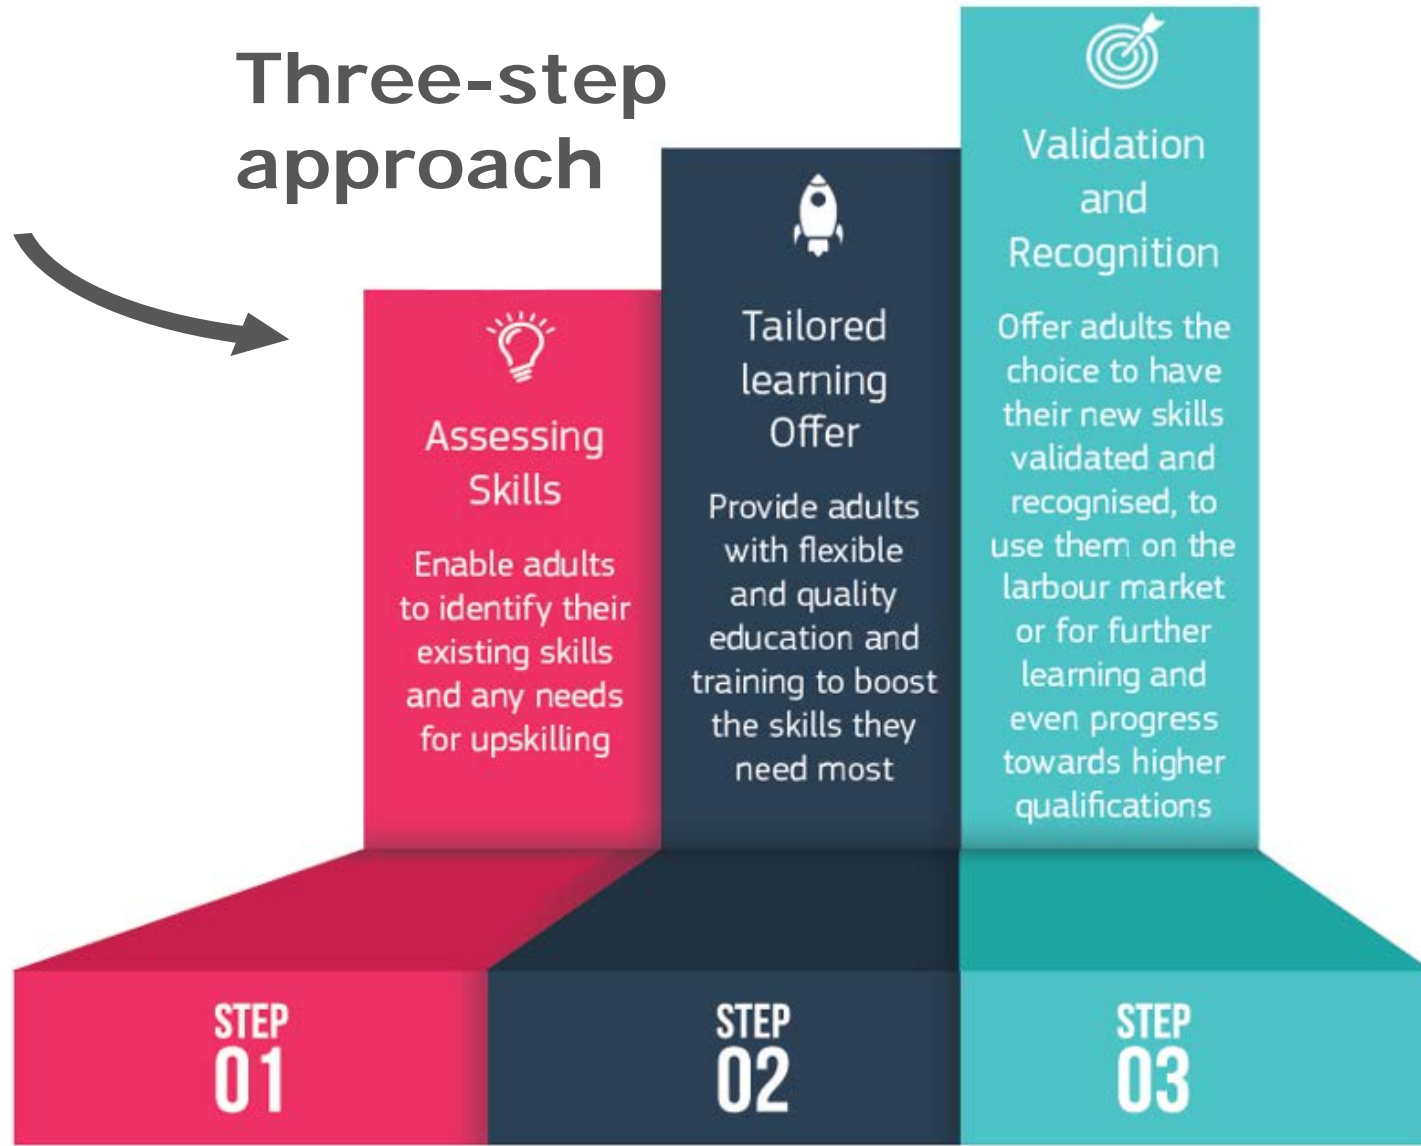 Three-step
approach
Assessing
Skills
Enable adults
to identify their
existing skills
and any needs
for upskilling
Tailored
learning
Offer
Provide adults
with flexible
and quality
education and
training to boost
the skills they
need most
Validation
and
Recognition
Offer adults the
choice to have
their new skills
validated and
recognised, to
use them on the
larbour market
or for further
learning and
even progress
towards higher
qualifications
STEP
01
STEP
02
STEP
03